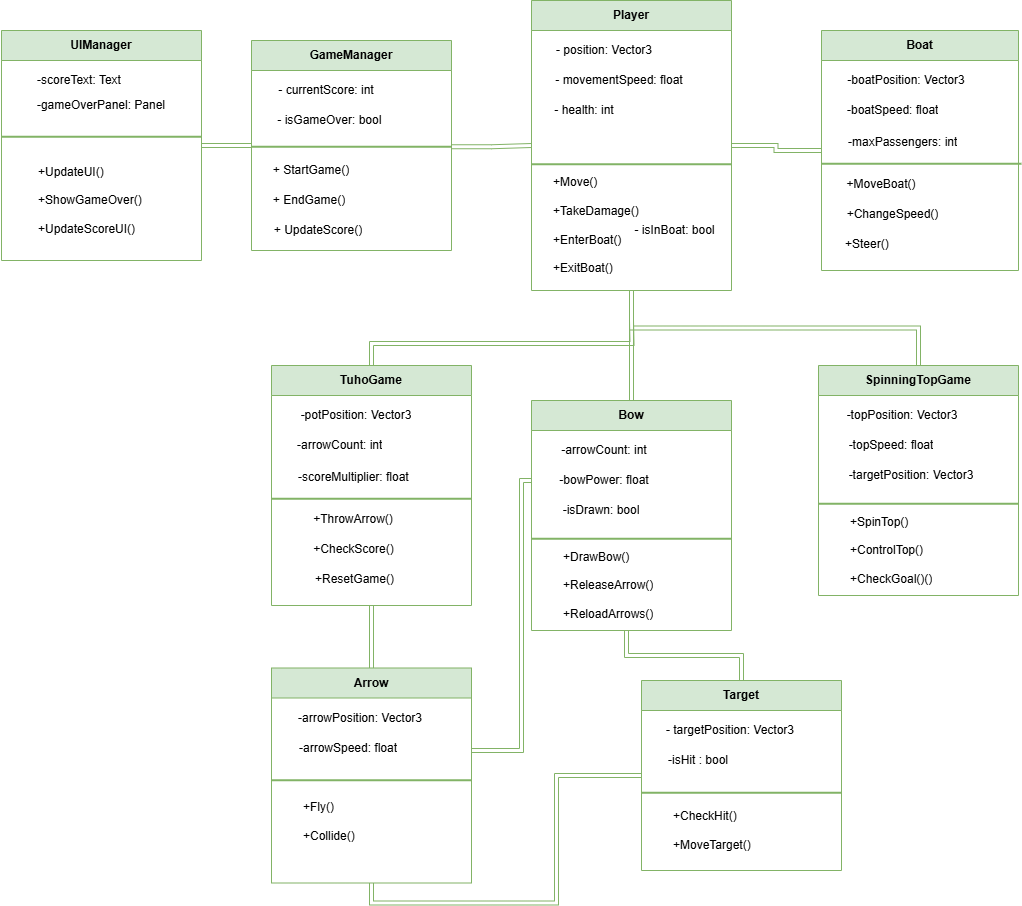 UIManager
-scoreText: Text
-gameOverPanel: Panel
+UpdateUI()
+ShowGameOver()
+UpdateScoreUI()
GameManager
- currentScore: int
- isGameOver: bool
+ StartGame()
+ EndGame()
+ UpdateScore()
Player
- position: Vector3
- movementSpeed: float
- health: int
+Move()
+TakeDamage()
- isInBoat: bool
+EnterBoat()
+ExitBoat()
Boat
-boatPosition: Vector3
-boatSpeed: float
-maxPassengers: int
+MoveBoat()
+ChangeSpeed()
+Steer()
TuhoGame
-potPosition: Vector3
-arrowCount: int
-scoreMultiplier: float
+ThrowArrow()
+CheckScore()
+ResetGame()
Bow
-arrowCount: int
-bowPower: float
-isDrawn: bool
+DrawBow()
+ReleaseArrow()
+ReloadArrows()
SpinningTopGame
-topPosition: Vector3
-topSpeed: float
-targetPosition: Vector3
+SpinTop()
+ControlTop()
+CheckGoal()()
Arrow
-arrowPosition: Vector3
-arrowSpeed: float
+Fly()
+Collide()
Target
- targetPosition: Vector3
-isHit : bool
+CheckHit()
+MoveTarget()